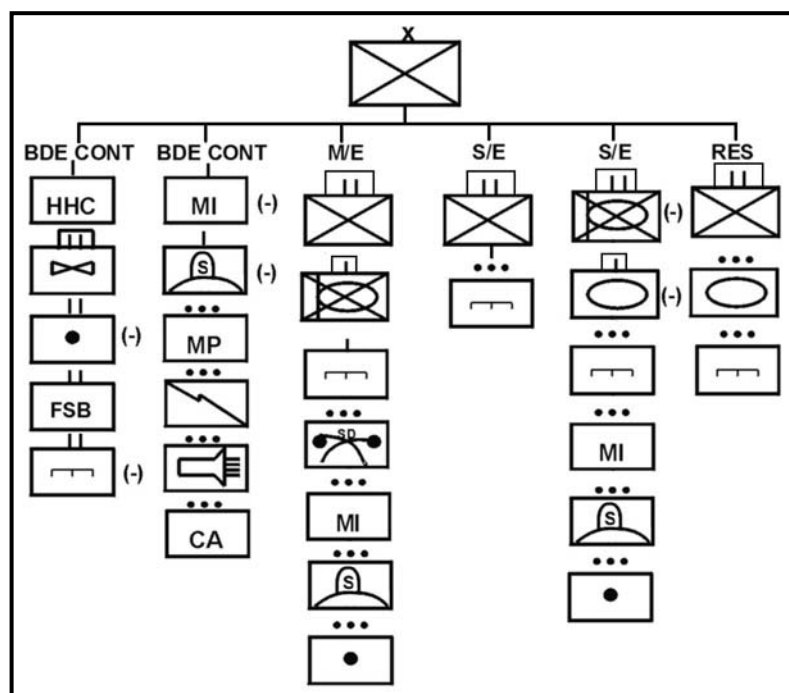 X
BDE CONT BDE CONT M/E S/E S/E RES
HHC
MI (-)
S (-)
(-)
(-)
(-)
MP
FSB
SD
(-)
MI
MI
CA
S
S